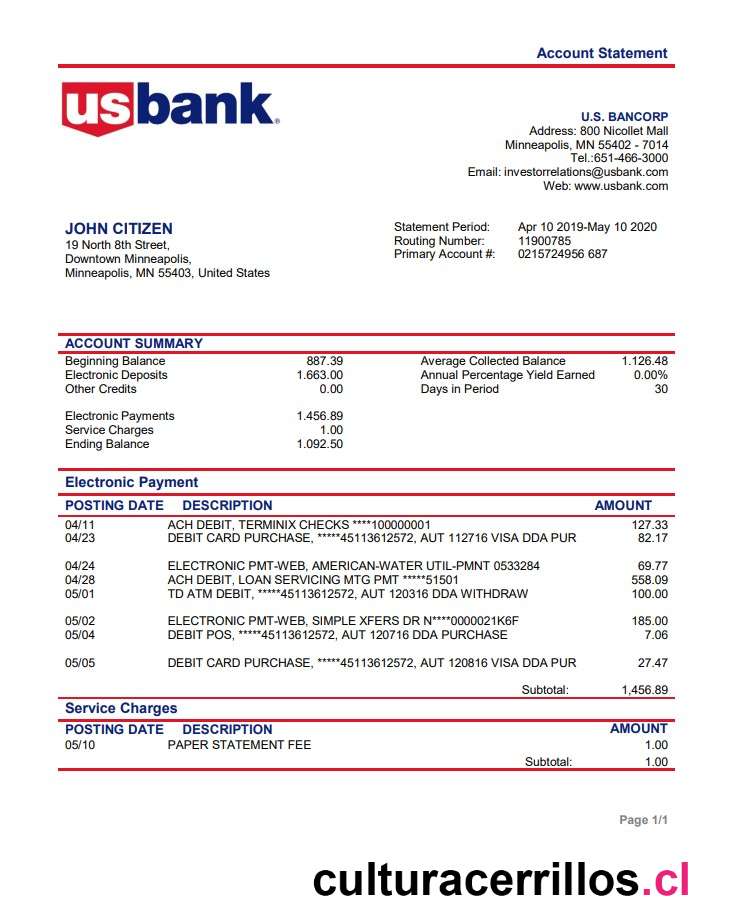 Account Statement
usbank
U.S. BANCORP
Address: 800 Nicollet Mall
Minneapolis, MN 55402 - 7014
Tel.:651-466-3000
Email: investorrelations@usbank.com
Web: www.usbank.com
JOHN CITIZEN
19 North 8th Street,
Downtown Minneapolis,
Minneapolis, MN 55403, United States
Statement Period: Apr 10 2019-May 10 2020
Routing Number: 11900785
Primary Account #: 0215724956 687
ACCOUNT SUMMARY
Beginning Balance 887.39 Average Collected Balance 1.126.48
Electronic Deposits 1.663.00 Annual Percentage Yield Earned 0.00%
Other Credits 0.00 Days in Period 30
Electronic Payments 1.456.89
Service Charges 1.00
Ending Balance 1.092.50
Electronic Payment
POSTING DATE DESCRIPTION AMOUNT
04/11 ACH DEBIT, TERMINIX CHECKS ****100000001 127.33
04/23 DEBIT CARD PURCHASE, *****45113612572, AUT 112716 VISA DDA PUR 82.17
04/24 ELECTRONIC PMT-WEB, AMERICAN-WATER UTIL-PMNT 0533284 69.77
04/28 ACH DEBIT, LOAN SERVICING MTG PMT *****51501 558.09
05/01 TD ATM DEBIT, *****45113612572, AUT 120316 DDA WITHDRAW 100.00
05/02 ELECTRONIC PMT-WEB, SIMPLE XFERS DR N****0000021K6F 185.00
05/04 DEBIT POS, *****45113612572, AUT 120716 DDA PURCHASE 7.06
05/05 DEBIT CARD PURCHASE, *****45113612572, AUT 120816 VISA DDA PUR 27.47
Subtotal: 1,456.89
Service Charges
POSTING DATE DESCRIPTION AMOUNT
05/10 PAPER STATEMENT FEE 1.00
Subtotal: 1.00
Page 1/1
culturacerrillos.cl